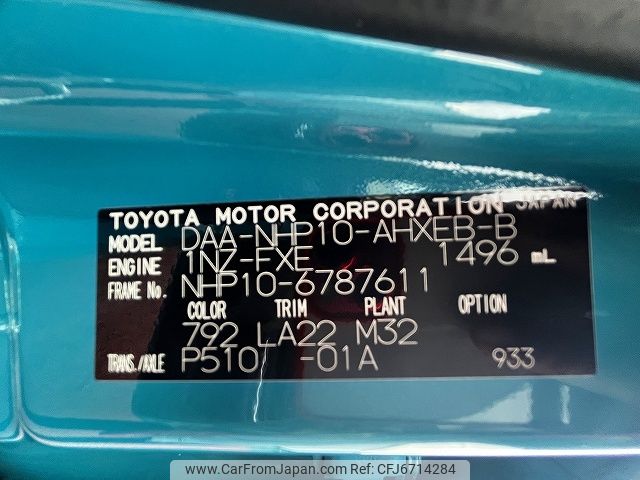 TOYOTA MOTOR CORPORATION JAPAN
MODEL DAA-NHP10-AHXEB-B
ENGINE 1NZ-FXE 1496 mL
FRAME No. NHP10-6787611
COLOR TRIM PLANT OPTION
792 LA22 M32
TRANS./AXLE P510 -01A 933
www.CarFromJapan.com Ref No: CFJ6714284